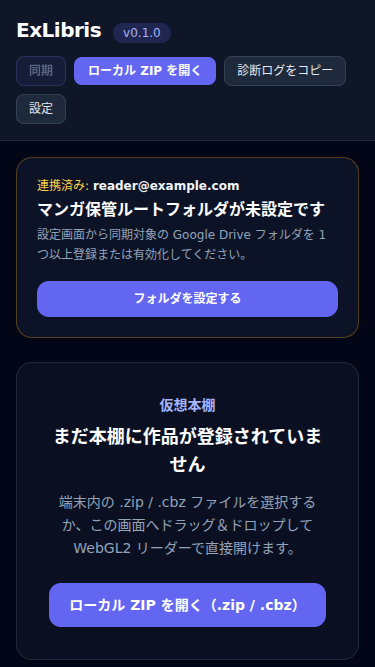 ExLibris v0.1.0
同期 ローカル ZIP を開く 診断ログをコピー
設定
連携済み: reader@example.com
マンガ保管ルートフォルダが未設定です
設定画面から同期対象の Google Drive フォルダを 1
つ以上登録または有効化してください。
フォルダを設定する
仮想本棚
まだ本棚に作品が登録されていま
せん
端末内の .zip / .cbz ファイルを選択する
か、この画面へドラッグ＆ドロップして
WebGL2 リーダーで直接開けます。
ローカル ZIP を開く（.zip / .cbz）